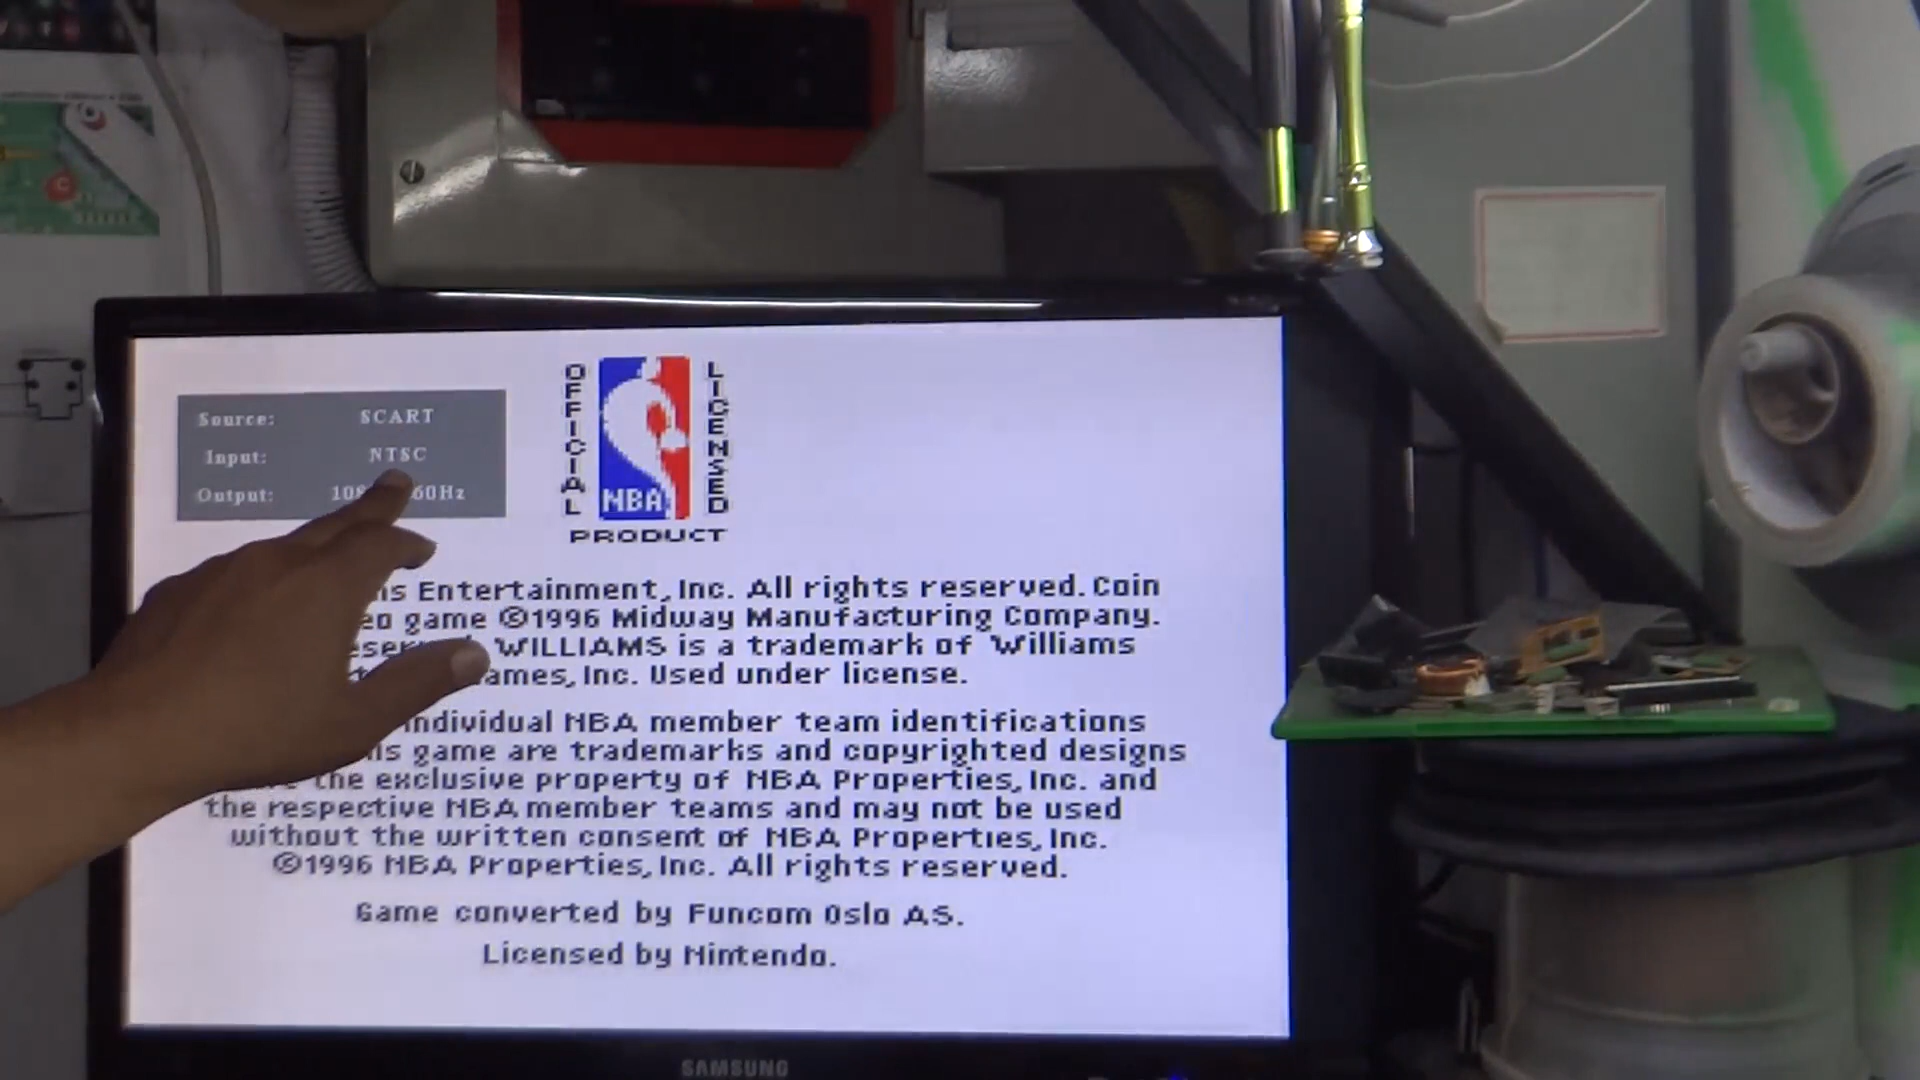 Source: SCART
Input: NTSC
Output: 60Hz
OFFICIAL
LICENSED
NBA
PRODUCT
Entertainment, Inc. All rights reserved. Coin
game ©1996 Midway Manufacturing Company.
WILLIAMS is a trademark of Williams
Inc. Used under license.
individual NBA member team identifications
game are trademarks and copyrighted designs
the exclusive property of NBA Properties, Inc. and
the respective NBA member teams and may not be used
without the written consent of NBA Properties, Inc.
©1996 NBA Properties, Inc. All rights reserved.
Game converted by Funcom Oslo AS.
Licensed by Nintendo.
SAMSUNG